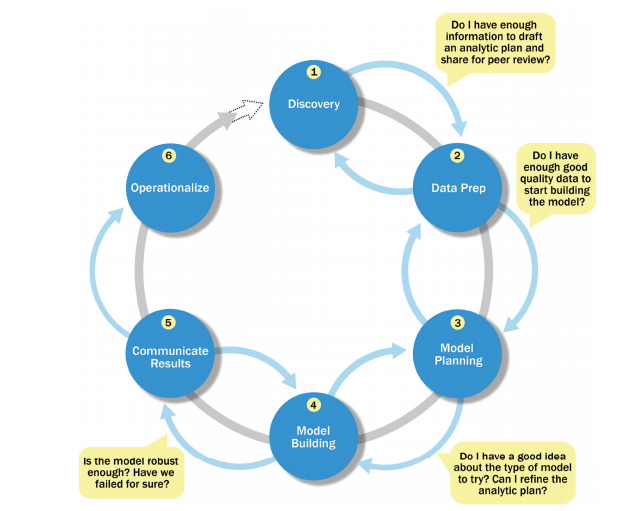 Do I have enough
information to draft
an analytic plan and
share for peer review?
1
Discovery
2
Data Prep
Do I have
enough good
quality data to
start building
the model?
3
Model
Planning
Do I have a good idea
about the type of model
to try? Can I refine the
analytic plan?
4
Model
Building
Is the model robust
enough? Have we
failed for sure?
5
Communicate
Results
6
Operationalize